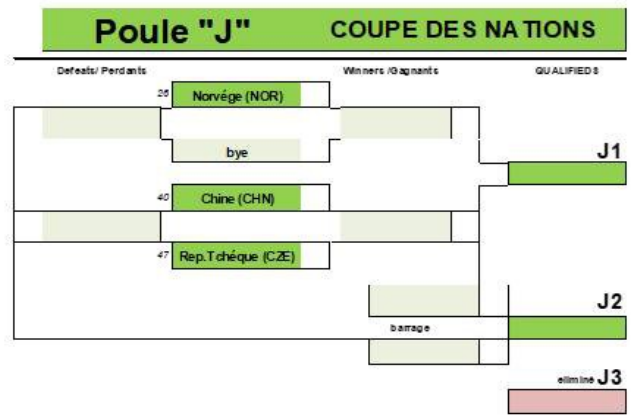 Poule "J" COUPE DES NATIONS
Defeats/ Perdants Winners /Gagnants QUALIFIEDS
26 Norvége (NOR)
bye
J1
40 Chine (CHN)
47 Rep.Tchéque (CZE)
J2
barrage
eliminé J3